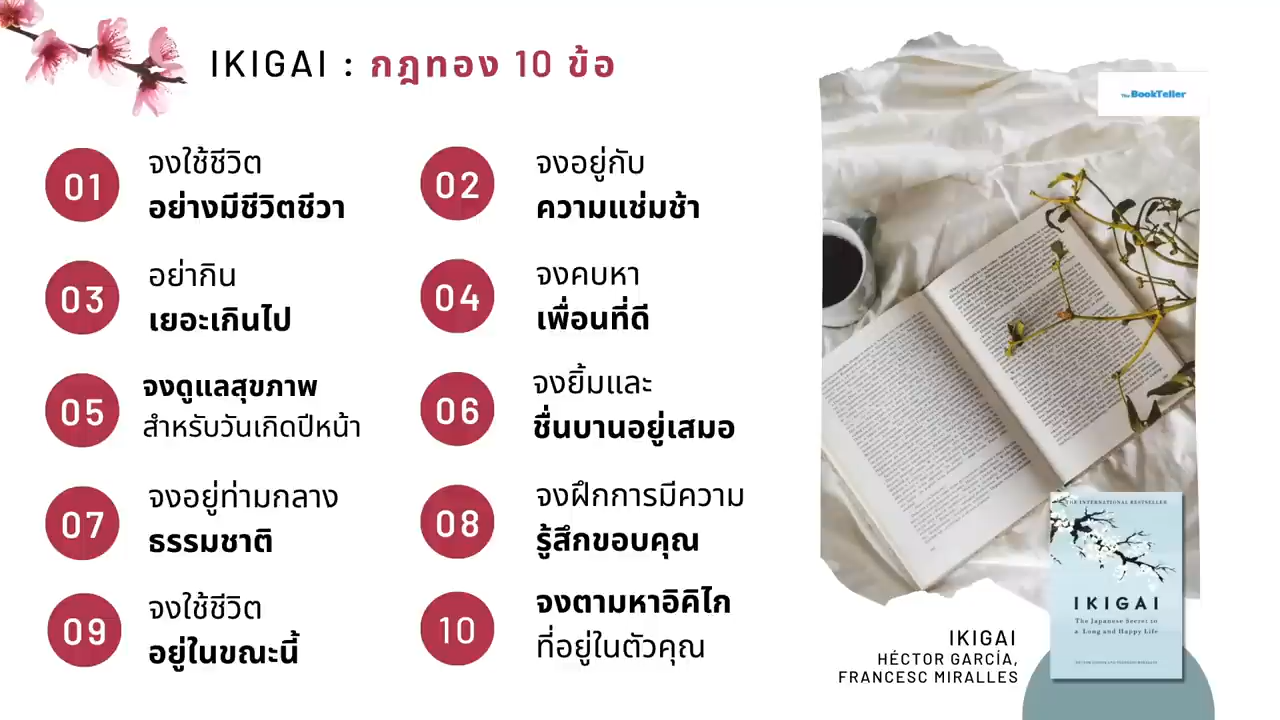 IKIGAI : กฎทอง 10 ข้อ
The BookTeller
01
จงใช้ชีวิต
อย่างมีชีวิตชีวา
02
จงอยู่กับ
ความแช่มช้า
03
อย่ากิน
เยอะเกินไป
04
จงคบหา
เพื่อนที่ดี
05
จงดูแลสุขภาพ
สำหรับวันเกิดปีหน้า
06
จงยิ้มและ
ชื่นบานอยู่เสมอ
07
จงอยู่ท่ามกลาง
ธรรมชาติ
08
จงฝึกการมีความ
รู้สึกขอบคุณ
09
จงใช้ชีวิต
อยู่ในขณะนี้
10
จงตามหาอิคิไก
ที่อยู่ในตัวคุณ
IKIGAI
HÉCTOR GARCÍA,
FRANCESC MIRALLES
THE INTERNATIONAL BESTSELLER
IKIGAI
The Japanese Secret to
a Long and Happy Life